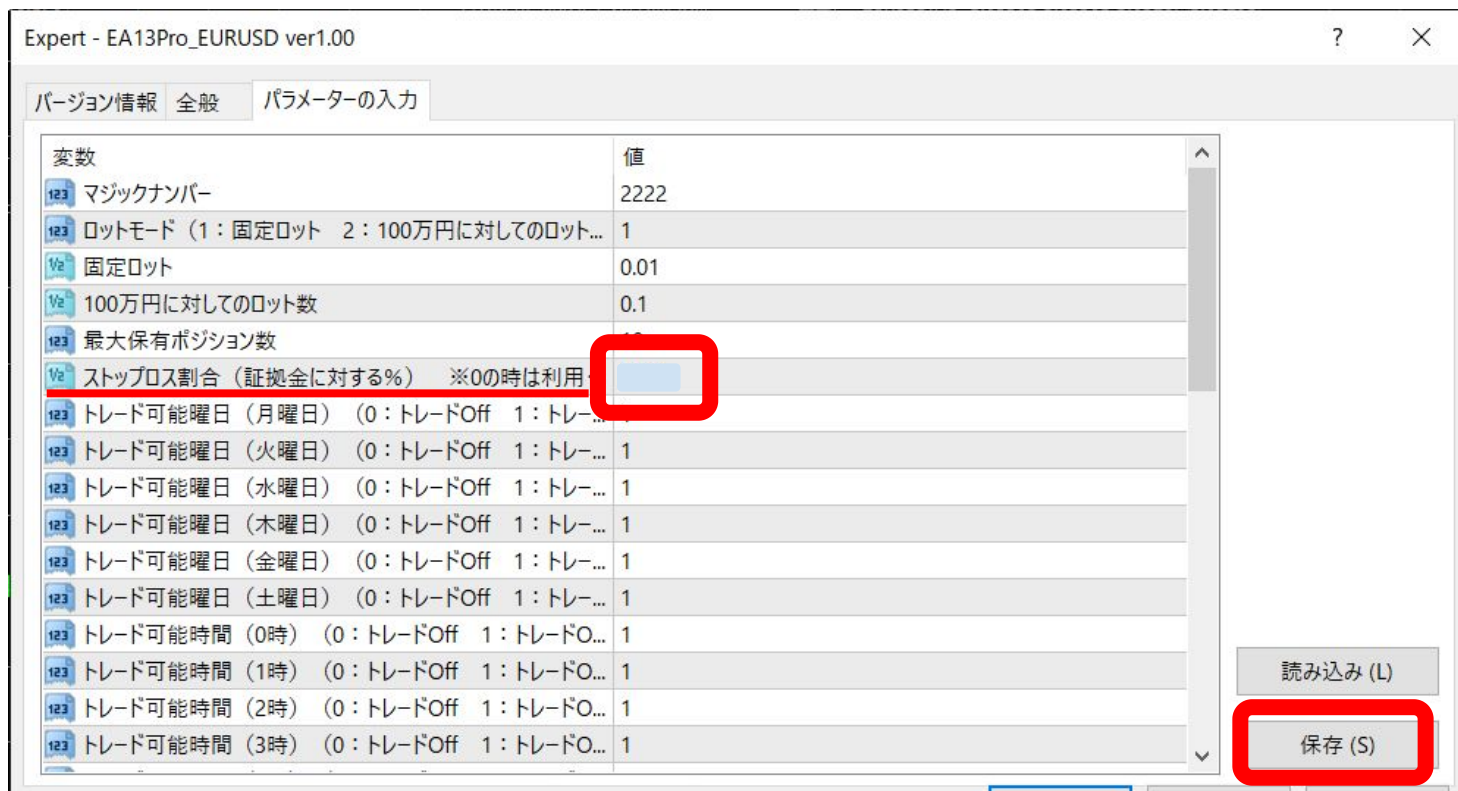 Expert - EA13Pro_EURUSD ver1.00 ?
バージョン情報 全般 パラメーターの入力
変数 値
マジックナンバー 2222
ロットモード（1：固定ロット　2：100万円に対してのロット... 1
固定ロット 0.01
100万円に対してのロット数 0.1
最大保有ポジション数
ストップロス割合（証拠金に対する%）　※0の時は利用
トレード可能曜日（月曜日）（0：トレードOff　1：トレー...
トレード可能曜日（火曜日）（0：トレードOff　1：トレー... 1
トレード可能曜日（水曜日）（0：トレードOff　1：トレー... 1
トレード可能曜日（木曜日）（0：トレードOff　1：トレー... 1
トレード可能曜日（金曜日）（0：トレードOff　1：トレー... 1
トレード可能曜日（土曜日）（0：トレードOff　1：トレー... 1
トレード可能時間（0時）（0：トレードOff　1：トレードO... 1
トレード可能時間（1時）（0：トレードOff　1：トレードO... 1
トレード可能時間（2時）（0：トレードOff　1：トレードO... 1
トレード可能時間（3時）（0：トレードOff　1：トレードO... 1
読み込み (L)
保存 (S)